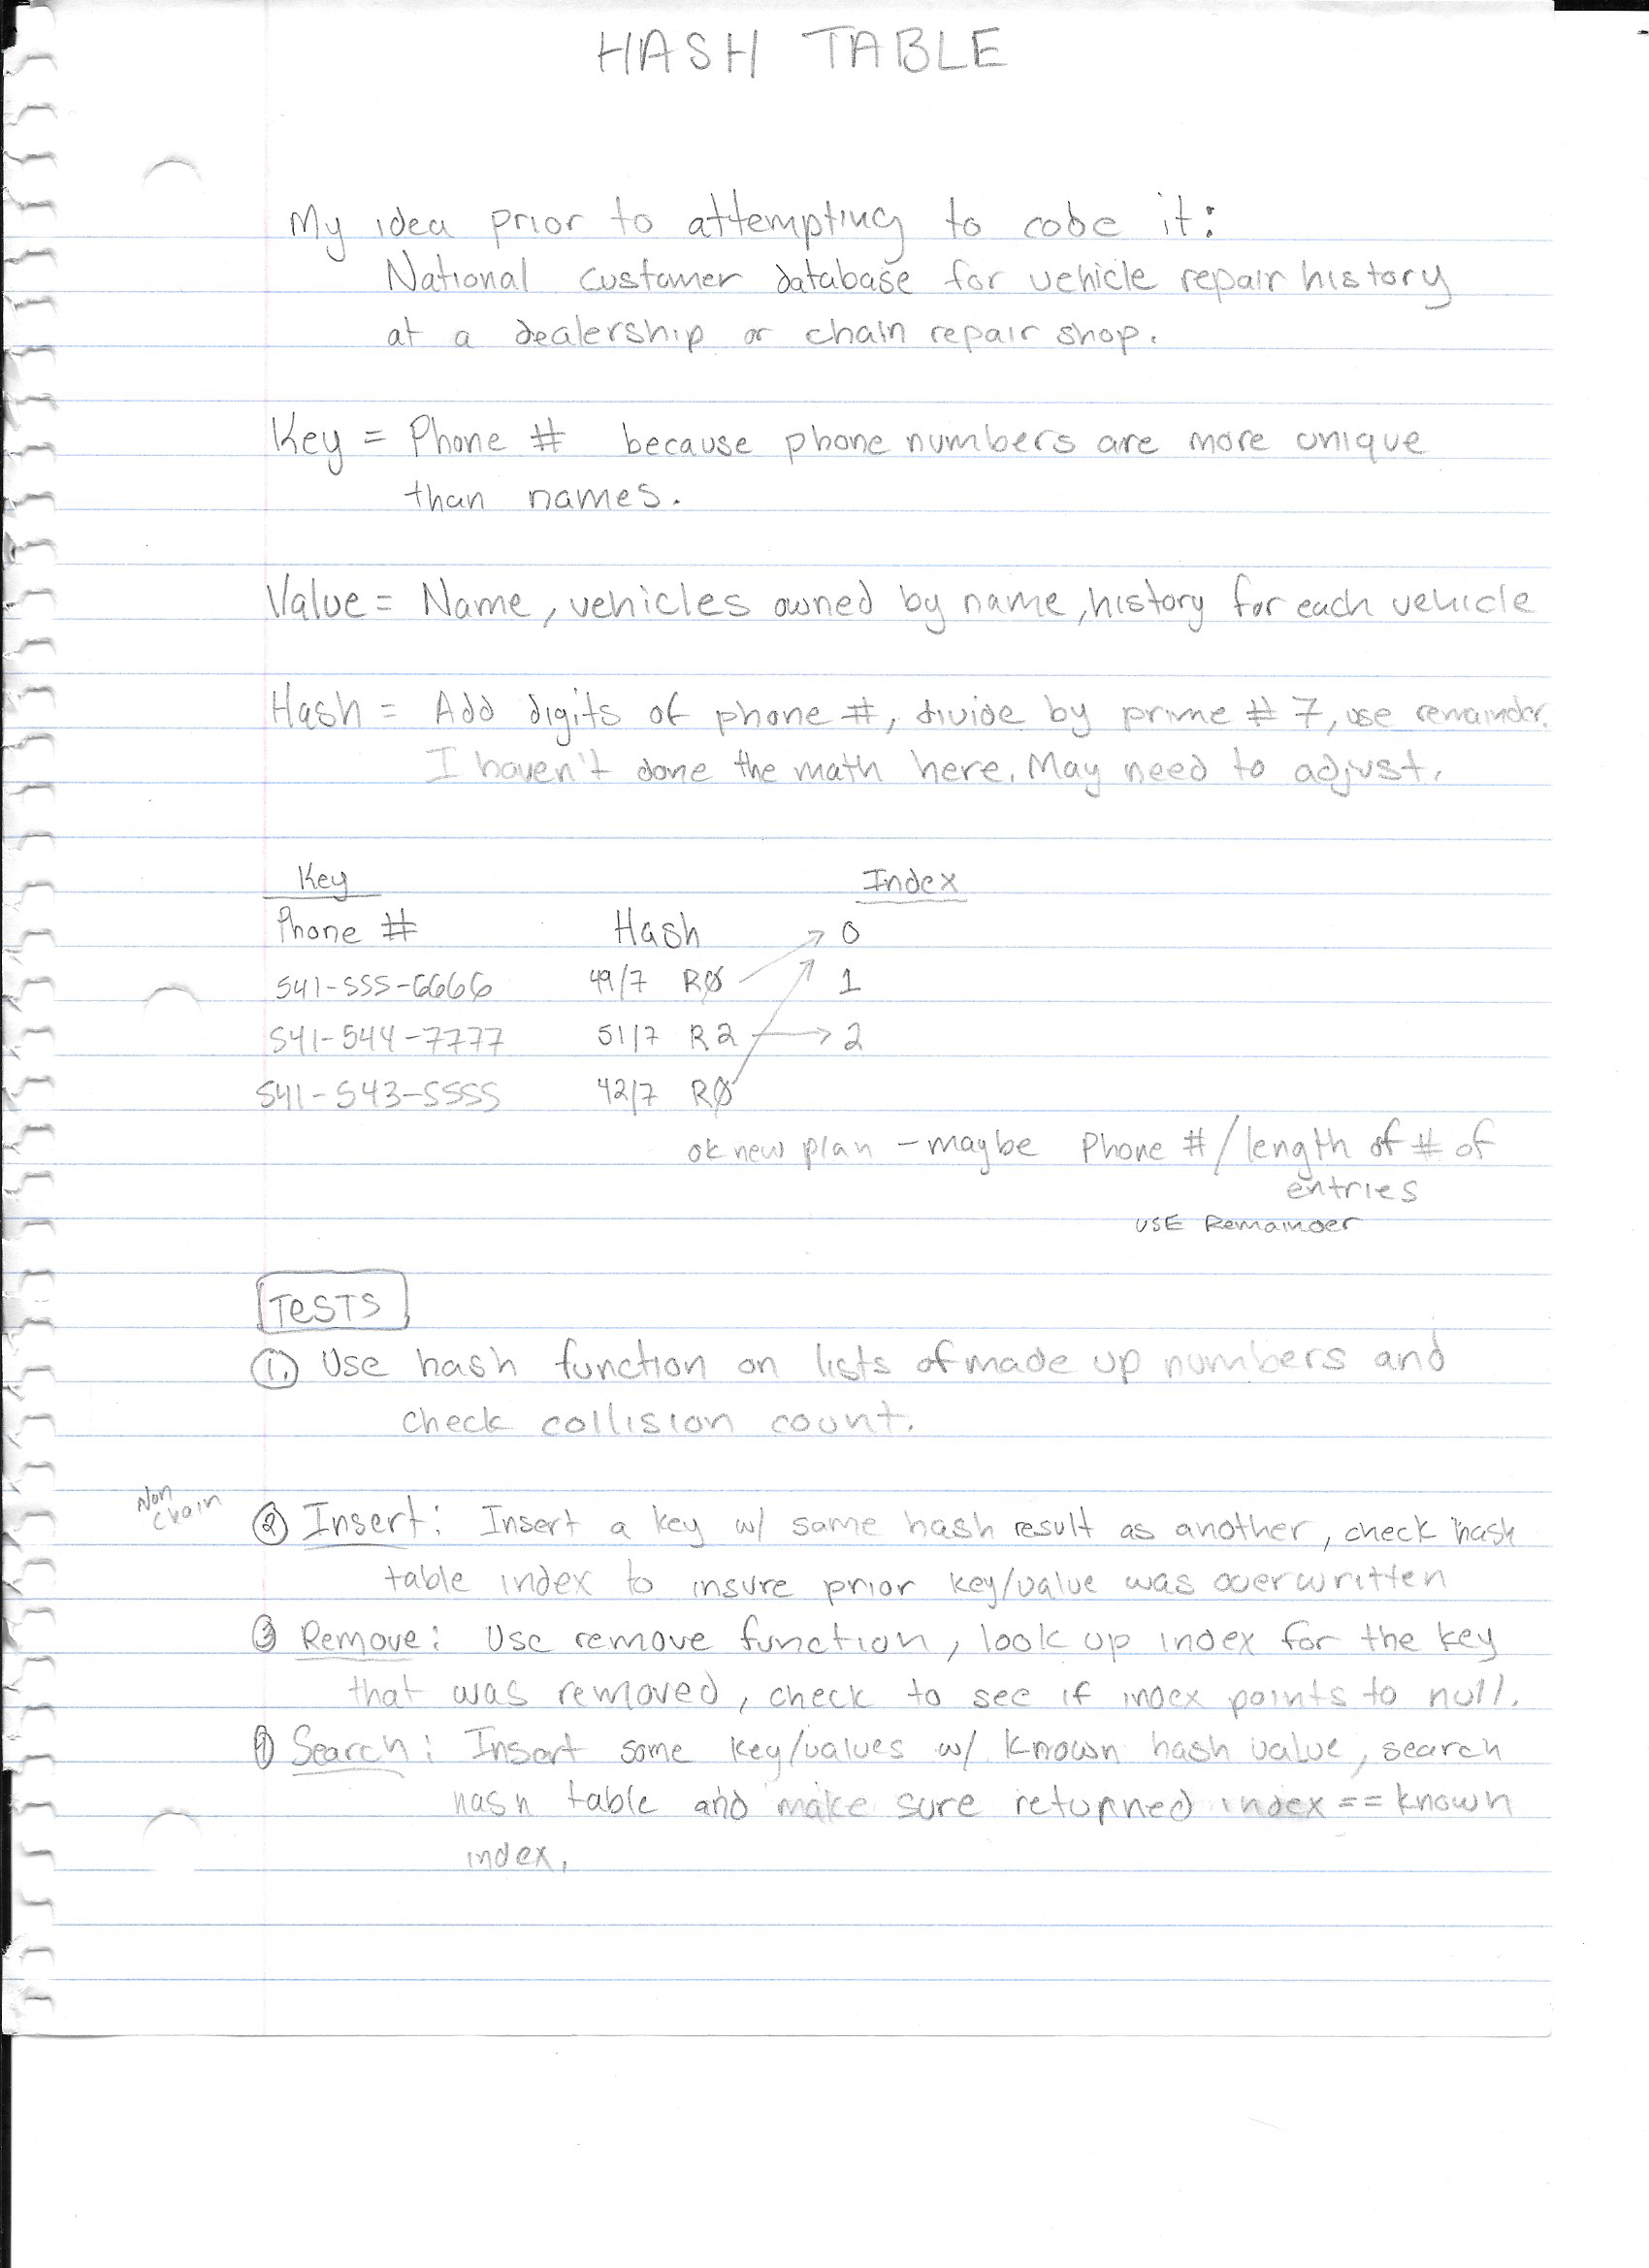 HASH TABLE
My idea prior to attempting to code it:
National customer database for vehicle repair history
at a dealership or chain repair shop.
Key = Phone # because phone numbers are more unique
than names.
Value = Name, vehicles owned by name, history for each vehicle
Hash = Add digits of phone #, divide by prime # 7, use remainder.
I haven't done the math here. May need to adjust.
Key Index
Phone # Hash → 0
541-555-6666 49/7 R0 1
541-544-7777 51/7 R2 → 2
541-543-5555 42/7 R0
ok new plan - maybe Phone # / length of # of
entries
USE Remainder
TESTS
1. Use hash function on lists of made up numbers and
check collision count.
Non
Chain
2 Insert: Insert a key w/ same hash result as another, check hash
table index to insure prior key/value was overwritten
3 Remove: Use remove function, look up index for the key
that was removed, check to see if index points to null.
4 Search: Insert some key/values w/ known hash value, search
hash table and make sure returned index == known
index.